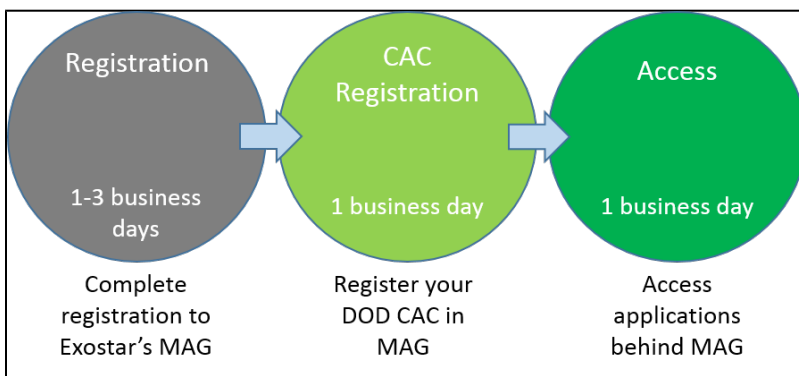 Registration
1-3 business
days
Complete
registration to
Exostar's MAG
CAC
Registration
1 business day
Register your
DOD CAC in
MAG
Access
1 business day
Access
applications
behind MAG